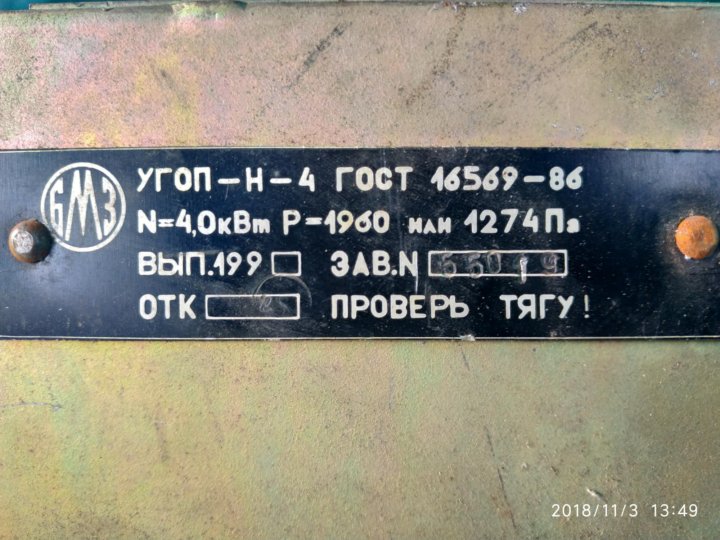 БМЗ
УГОП-Н-4 ГОСТ 16569-86
N=4,0кВт Р=1960 или 1274Па
ВЫП.199 ЗАВ.N
ОТК ПРОВЕРЬ ТЯГУ!
2018/11/3 13:49